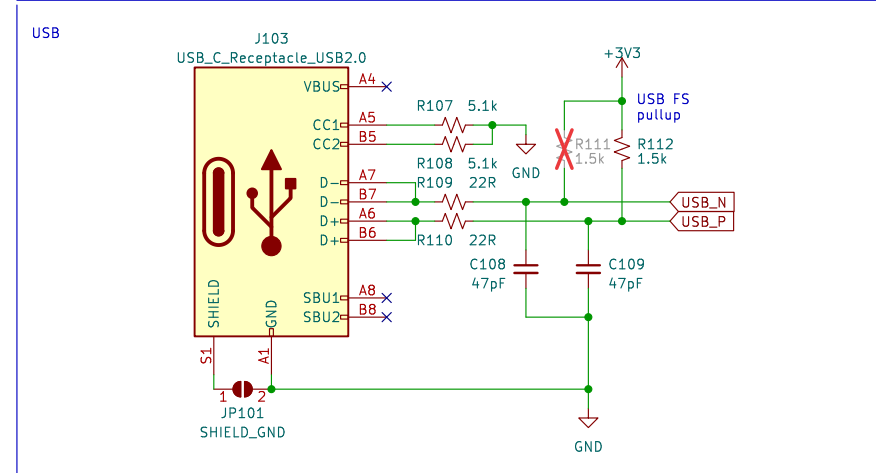 USB
J103
USB_C_Receptacle_USB2.0
VBUS
A4
CC1
A5
CC2
B5
D-
A7
D-
B7
D+
A6
D+
B6
SBU1
A8
SBU2
B8
SHIELD
GND
S1
A1
R107 5.1k
R108 5.1k
R109 22R
R110 22R
GND
+3V3
USB FS
pullup
R111
1.5k
R112
1.5k
USB_N
USB_P
C108
47pF
C109
47pF
1
2
JP101
SHIELD_GND
GND